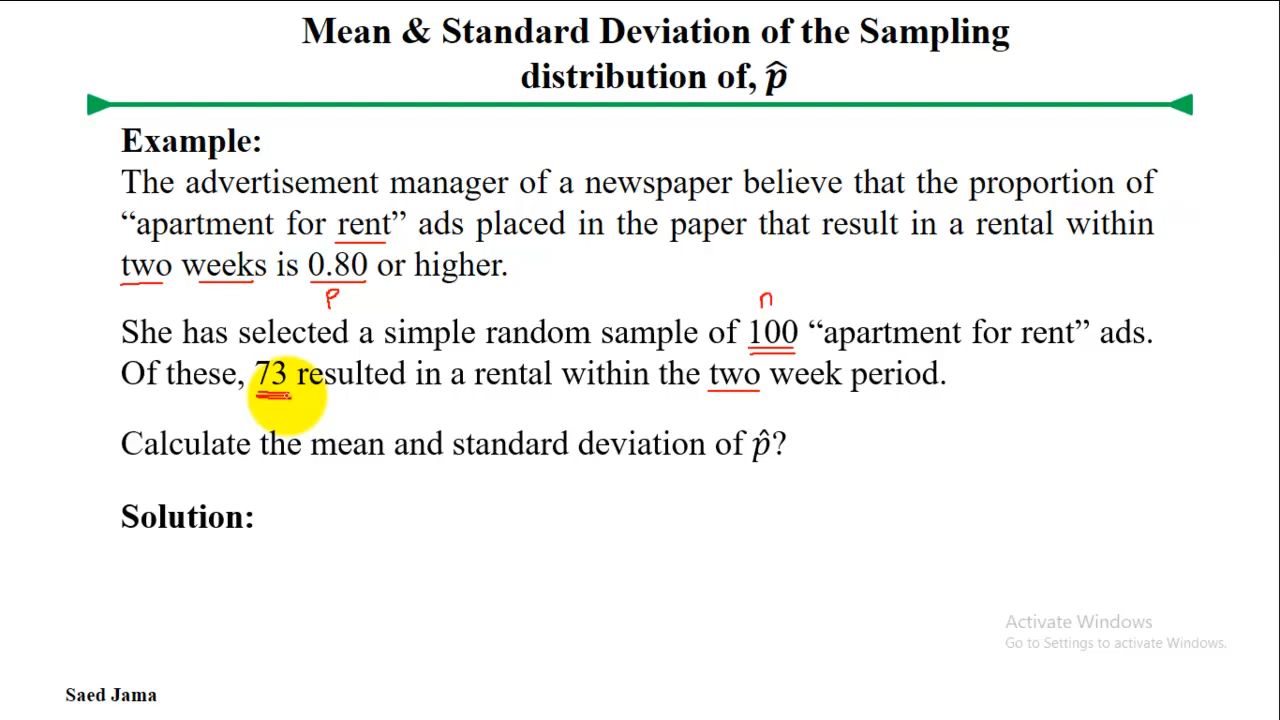 Mean & Standard Deviation of the Sampling
distribution of, p̂
Example:
The advertisement manager of a newspaper believe that the proportion of
“apartment for rent” ads placed in the paper that result in a rental within
two weeks is 0.80 or higher.
P
n
She has selected a simple random sample of 100 “apartment for rent” ads.
Of these, 73 resulted in a rental within the two week period.
Calculate the mean and standard deviation of p̂?
Solution:
Activate Windows
Go to Settings to activate Windows.
Saed Jama